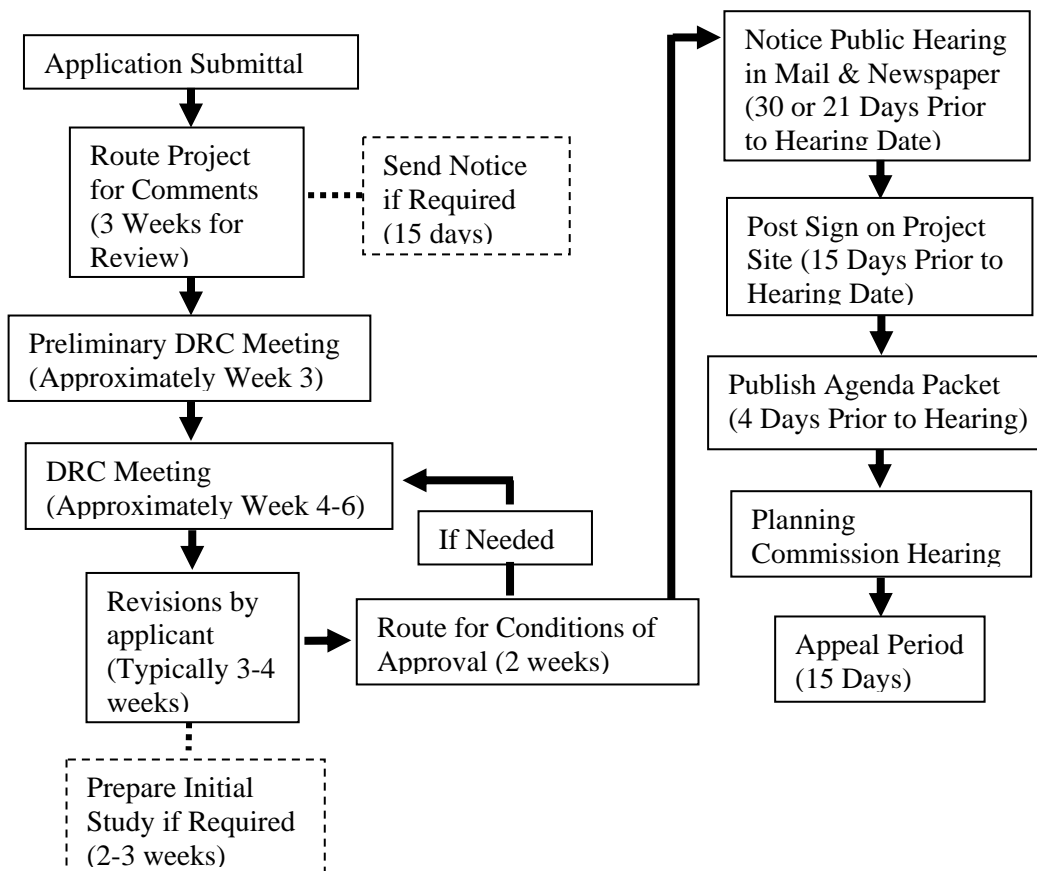 Application Submittal
Route Project
for Comments
(3 Weeks for
Review)
Send Notice
if Required
(15 days)
Preliminary DRC Meeting
(Approximately Week 3)
DRC Meeting
(Approximately Week 4-6)
If Needed
Revisions by
applicant
(Typically 3-4
weeks)
Route for Conditions of
Approval (2 weeks)
Prepare Initial
Study if Required
(2-3 weeks)
Notice Public Hearing
in Mail & Newspaper
(30 or 21 Days Prior
to Hearing Date)
Post Sign on Project
Site (15 Days Prior to
Hearing Date)
Publish Agenda Packet
(4 Days Prior to Hearing)
Planning
Commission Hearing
Appeal Period
(15 Days)